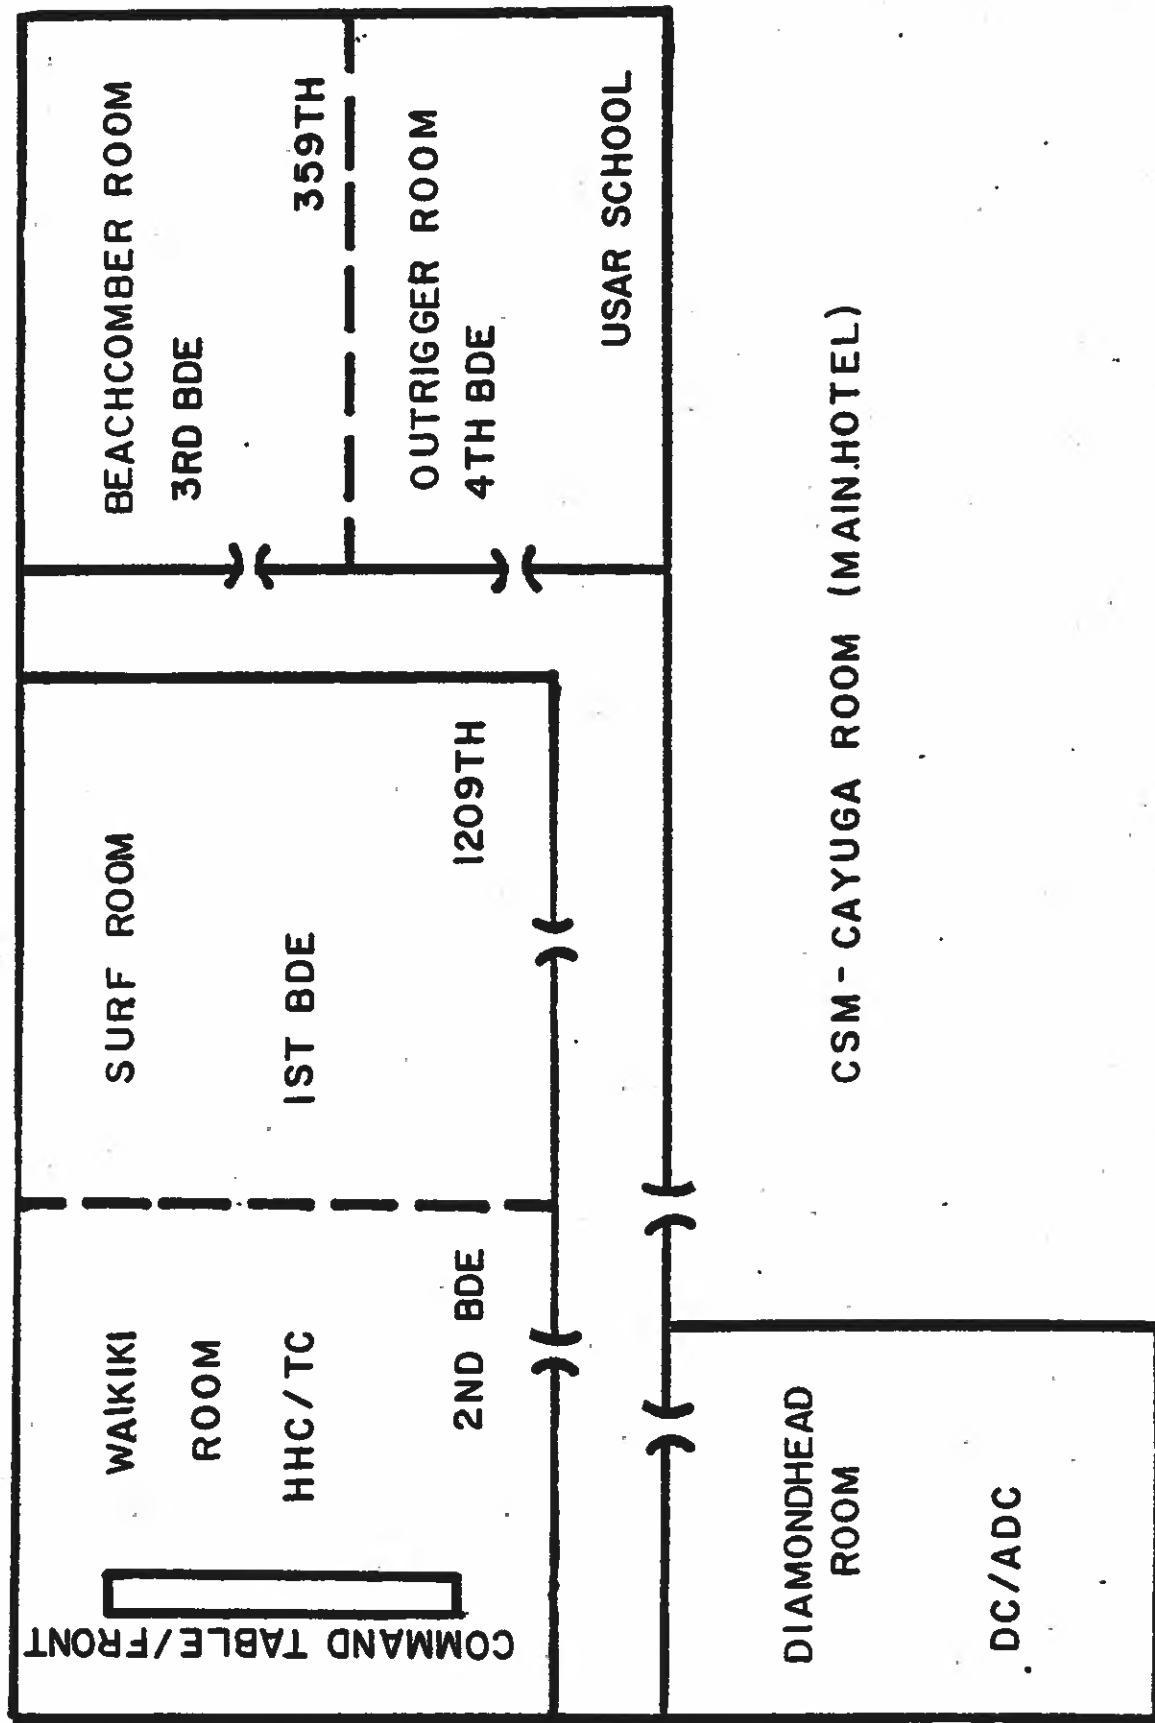 COMMAND TABLE/FRONT
WAIKIKI
ROOM
HHC/TC
2ND BDE
SURF ROOM
1ST BDE
1209TH
BEACHCOMBER ROOM
3RD BDE
359TH
OUTRIGGER ROOM
4TH BDE
USAR SCHOOL
DIAMONDHEAD
ROOM
DC/ADC
CSM - CAYUGA ROOM (MAIN.HOTEL)